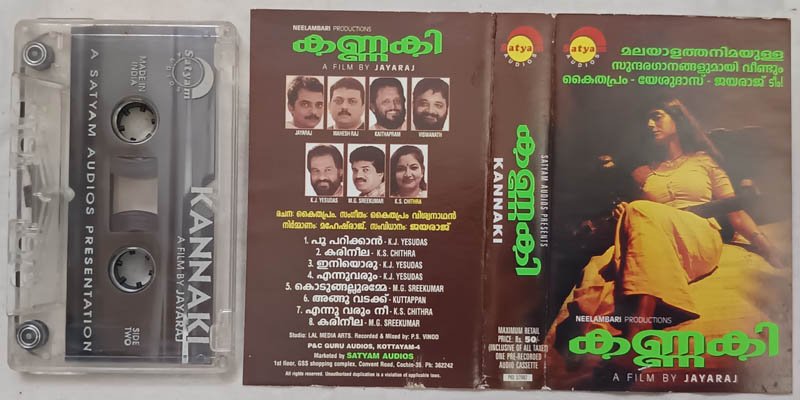 Satyam
AUDIOS
MADE IN
INDIA
A SATYAM AUDIOS PRESENTATION
KANNAKI
A FILM BY JAYARAJ
SIDE
TWO
NEELAMBARI PRODUCTIONS
കണ്ണകി
A FILM BY JAYARAJ
JAYARAJ
MAHESH RAJ
KAITHAPRAM
VISWANATH
K.J. YESUDAS
M.G. SREEKUMAR
K.S. CHITHRA
രചന: കൈതപ്രം. സംഗീതം: കൈതപ്രം വിശ്വനാഥൻ
നിർമ്മാണം: മഹേഷ്‌രാജ്. സംവിധാനം: ജയരാജ്
1. പൂ പറിക്കാൻ - K.J. YESUDAS
2. കരിനീല - K.S. CHITHRA
3. ഇനിയൊരു - K.J. YESUDAS
4. എന്നുവരും - K.J. YESUDAS
5. കൊടുങ്ങല്ലൂരമ്മേ - M.G. SREEKUMAR
6. അങ്ങു വടക്ക് - KUTTAPPAN
7. എന്നു വരും നീ - K.S. CHITHRA
8. കരിനീല - M.G. SREEKUMAR
Studio: LAL MEDIA ARTS. Recorded & Mixed by: P.S. VINOD
P&C GURU AUDIOS, KOTTAYAM-4
Marketed by SATYAM AUDIOS
1st floor, GSS shopping complex, Convent Road, Cochin-35. Ph: 362242
All rights reserved. Unauthorised duplication is a violation of applicable laws.
Satyam
AUDIOS
SATYAM AUDIOS PRESENTS
കണ്ണകി
KANNAKI
MAXIMUM RETAIL
PRICE: Rs. 50/-
(INCLUSIVE OF ALL TAXES)
ONE PRE-RECORDED
AUDIO CASSETTE
Satyam
AUDIOS
മലയാളത്തനിമയുള്ള
സുന്ദരഗാനങ്ങളുമായി വീണ്ടും
കൈതപ്രം - യേശുദാസ് - ജയരാജ് ടീം!
NEELAMBARI PRODUCTIONS
കണ്ണകി
A FILM BY JAYARAJ